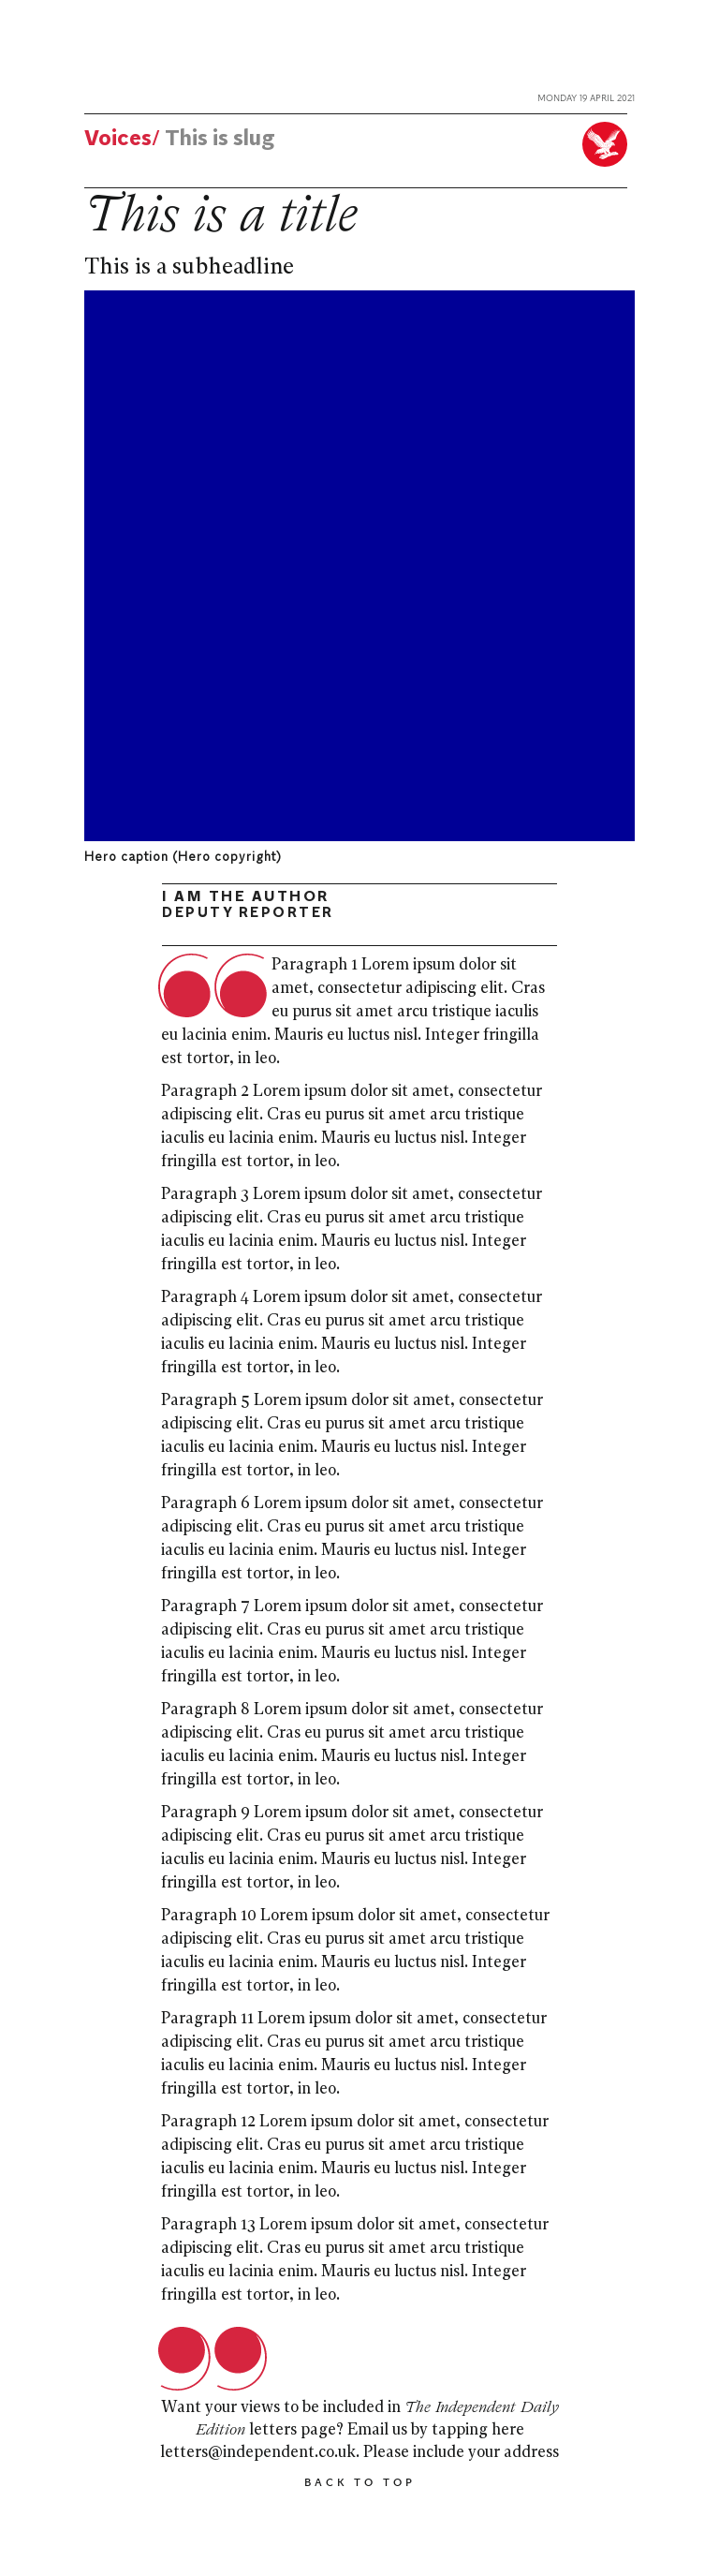 MONDAY 19 APRIL 2021
Voices/ This is slug
This is a title
This is a subheadline
Hero caption (Hero copyright)
I AM THE AUTHOR
DEPUTY REPORTER
Paragraph 1 Lorem ipsum dolor sit
amet, consectetur adipiscing elit. Cras
eu purus sit amet arcu tristique iaculis
eu lacinia enim. Mauris eu luctus nisl. Integer fringilla
est tortor, in leo.
Paragraph 2 Lorem ipsum dolor sit amet, consectetur
adipiscing elit. Cras eu purus sit amet arcu tristique
iaculis eu lacinia enim. Mauris eu luctus nisl. Integer
fringilla est tortor, in leo.
Paragraph 3 Lorem ipsum dolor sit amet, consectetur
adipiscing elit. Cras eu purus sit amet arcu tristique
iaculis eu lacinia enim. Mauris eu luctus nisl. Integer
fringilla est tortor, in leo.
Paragraph 4 Lorem ipsum dolor sit amet, consectetur
adipiscing elit. Cras eu purus sit amet arcu tristique
iaculis eu lacinia enim. Mauris eu luctus nisl. Integer
fringilla est tortor, in leo.
Paragraph 5 Lorem ipsum dolor sit amet, consectetur
adipiscing elit. Cras eu purus sit amet arcu tristique
iaculis eu lacinia enim. Mauris eu luctus nisl. Integer
fringilla est tortor, in leo.
Paragraph 6 Lorem ipsum dolor sit amet, consectetur
adipiscing elit. Cras eu purus sit amet arcu tristique
iaculis eu lacinia enim. Mauris eu luctus nisl. Integer
fringilla est tortor, in leo.
Paragraph 7 Lorem ipsum dolor sit amet, consectetur
adipiscing elit. Cras eu purus sit amet arcu tristique
iaculis eu lacinia enim. Mauris eu luctus nisl. Integer
fringilla est tortor, in leo.
Paragraph 8 Lorem ipsum dolor sit amet, consectetur
adipiscing elit. Cras eu purus sit amet arcu tristique
iaculis eu lacinia enim. Mauris eu luctus nisl. Integer
fringilla est tortor, in leo.
Paragraph 9 Lorem ipsum dolor sit amet, consectetur
adipiscing elit. Cras eu purus sit amet arcu tristique
iaculis eu lacinia enim. Mauris eu luctus nisl. Integer
fringilla est tortor, in leo.
Paragraph 10 Lorem ipsum dolor sit amet, consectetur
adipiscing elit. Cras eu purus sit amet arcu tristique
iaculis eu lacinia enim. Mauris eu luctus nisl. Integer
fringilla est tortor, in leo.
Paragraph 11 Lorem ipsum dolor sit amet, consectetur
adipiscing elit. Cras eu purus sit amet arcu tristique
iaculis eu lacinia enim. Mauris eu luctus nisl. Integer
fringilla est tortor, in leo.
Paragraph 12 Lorem ipsum dolor sit amet, consectetur
adipiscing elit. Cras eu purus sit amet arcu tristique
iaculis eu lacinia enim. Mauris eu luctus nisl. Integer
fringilla est tortor, in leo.
Paragraph 13 Lorem ipsum dolor sit amet, consectetur
adipiscing elit. Cras eu purus sit amet arcu tristique
iaculis eu lacinia enim. Mauris eu luctus nisl. Integer
fringilla est tortor, in leo.
Want your views to be included in The Independent Daily
Edition letters page? Email us by tapping here
letters@independent.co.uk. Please include your address
BACK TO TOP